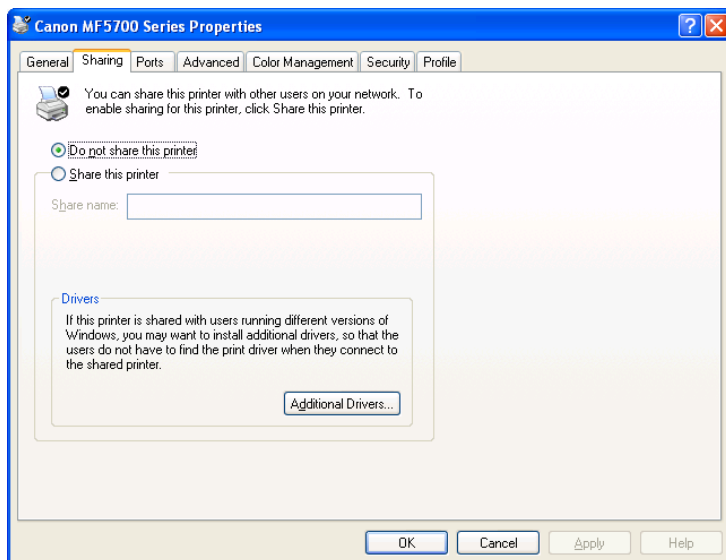 Canon MF5700 Series Properties
General Sharing Ports Advanced Color Management Security Profile
You can share this printer with other users on your network. To
enable sharing for this printer, click Share this printer.
Do not share this printer
Share this printer
Share name:
Drivers
If this printer is shared with users running different versions of
Windows, you may want to install additional drivers, so that the
users do not have to find the print driver when they connect to
the shared printer.
Additional Drivers...
OK Cancel Apply Help